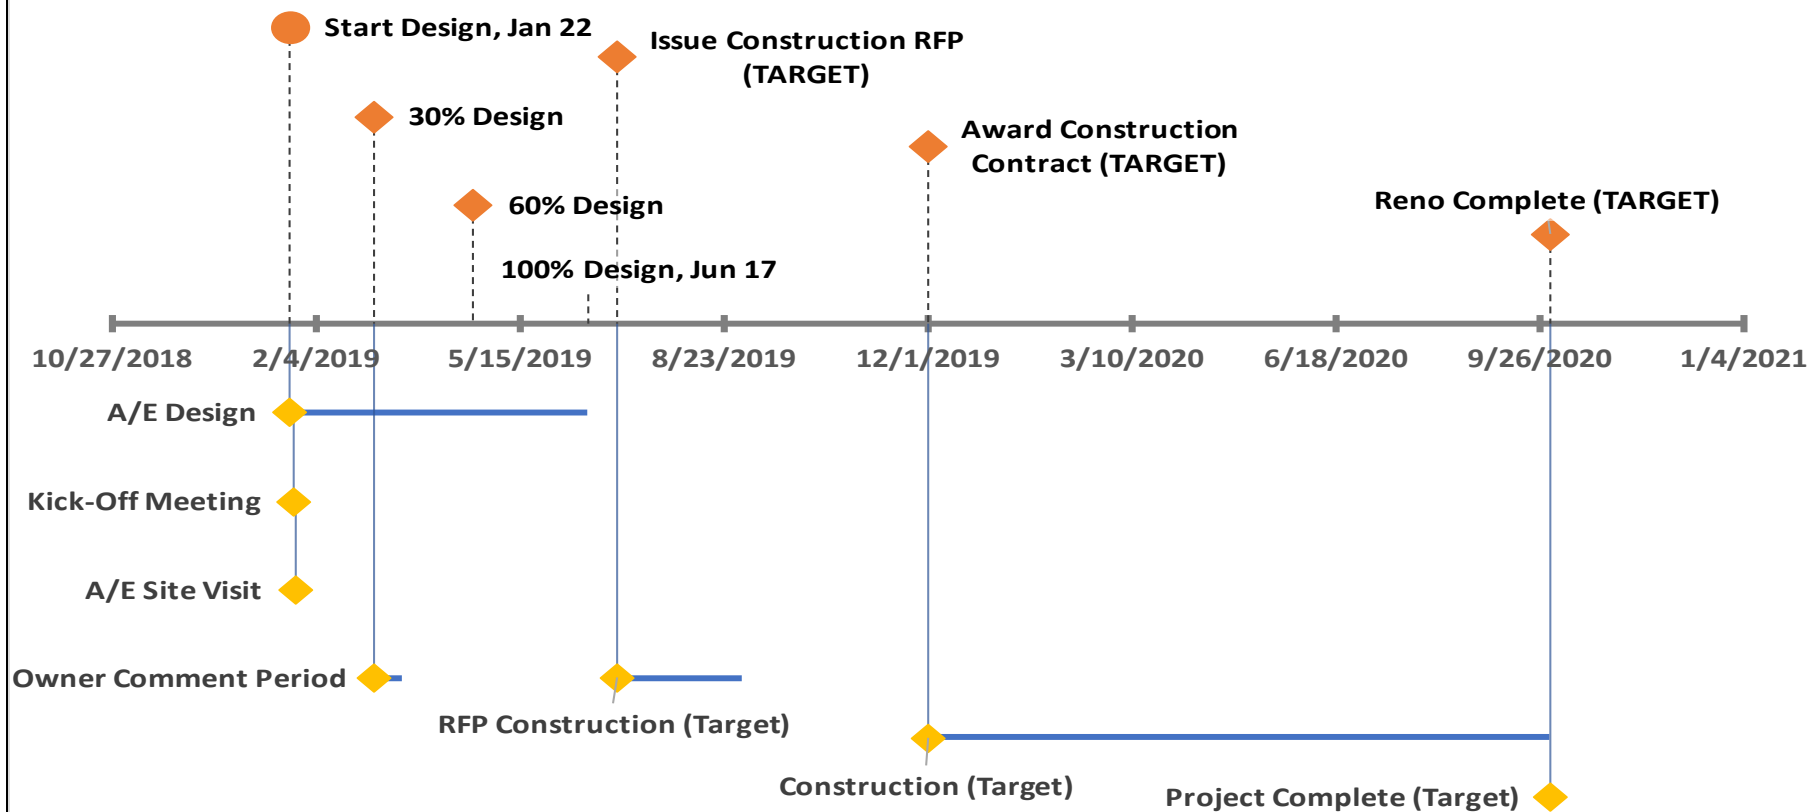 Start Design, Jan 22
Issue Construction RFP
(TARGET)
30% Design
Award Construction
Contract (TARGET)
60% Design
Reno Complete (TARGET)
100% Design, Jun 17
10/27/2018
2/4/2019
5/15/2019
8/23/2019
12/1/2019
3/10/2020
6/18/2020
9/26/2020
1/4/2021
A/E Design
Kick-Off Meeting
A/E Site Visit
Owner Comment Period
RFP Construction (Target)
Construction (Target)
Project Complete (Target)